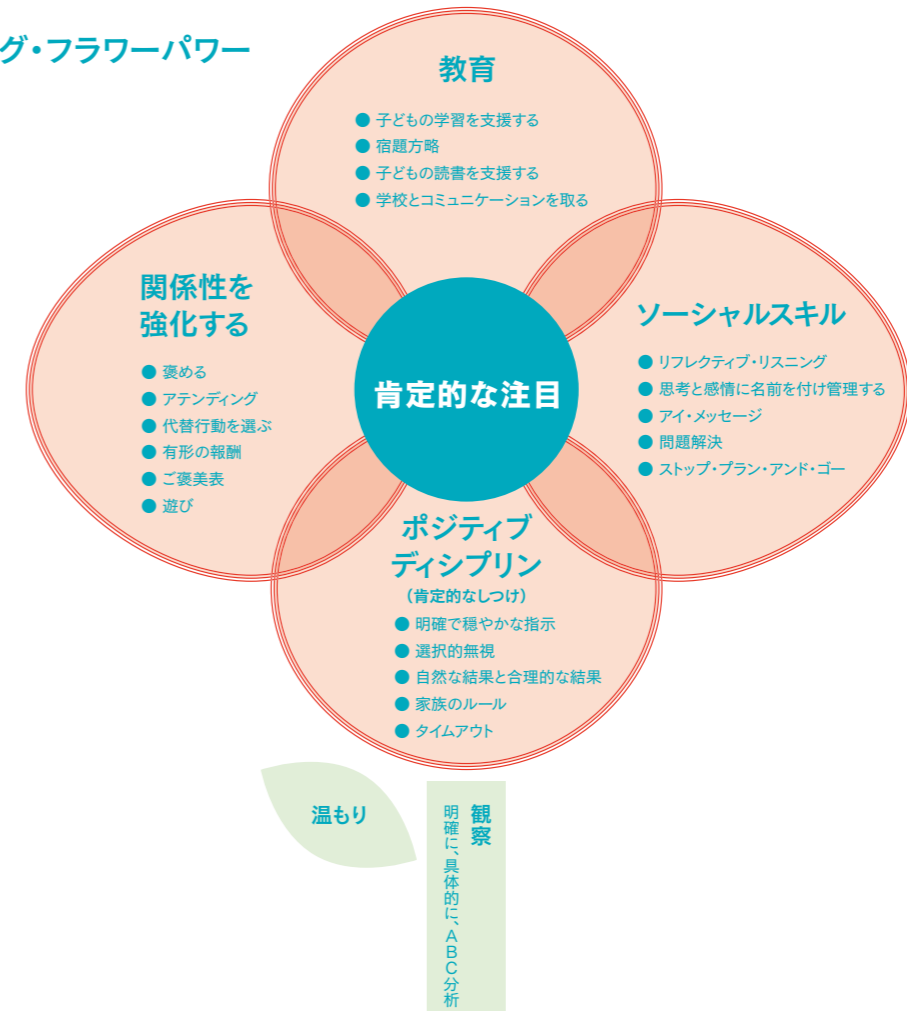 グ・フラワーパワー
教育
● 子どもの学習を支援する
● 宿題方略
● 子どもの読書を支援する
● 学校とコミュニケーションを取る
関係性を
強化する
● 褒める
● アテンディング
● 代替行動を選ぶ
● 有形の報酬
● ご褒美表
● 遊び
肯定的な注目
ソーシャルスキル
● リフレクティブ・リスニング
● 思考と感情に名前を付け管理する
● アイ・メッセージ
● 問題解決
● ストップ・プラン・アンド・ゴー
ポジティブ
ディシプリン
（肯定的なしつけ）
● 明確で穏やかな指示
● 選択的無視
● 自然な結果と合理的な結果
● 家族のルール
● タイムアウト
温もり
観察
明確に、具体的に、ABC分析